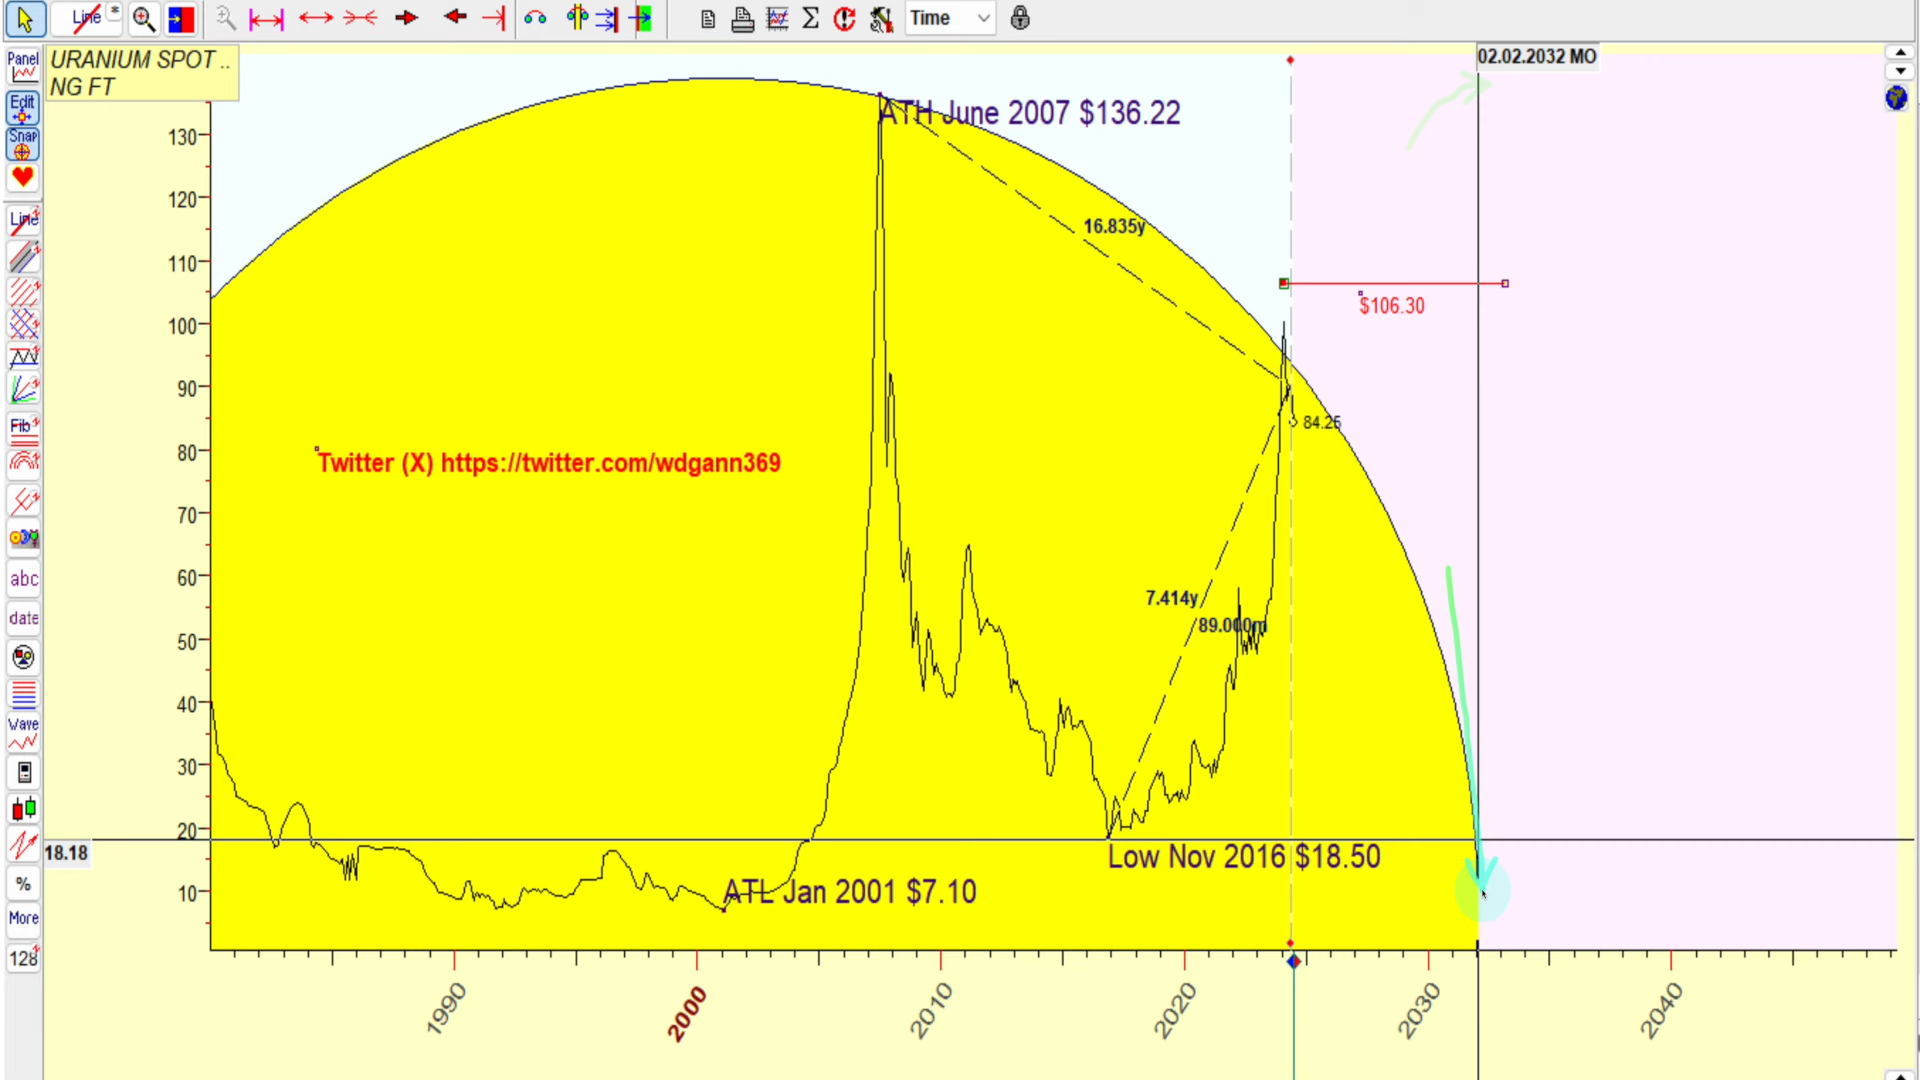 Line *
Time
Panel
URANIUM SPOT ..
NG FT
02.02.2032 MO
Edit
Snap
ATH June 2007 $136.22
130
120
110
100
90
80
70
60
50
40
30
20
10
16.835y
$106.30
84.25
Twitter (X) https://twitter.com/wdgann369
7.414y
89.000m
Line
Fib
abc
date
Wave
%
More
128
18.18
Low Nov 2016 $18.50
ATL Jan 2001 $7.10
1990
2000
2010
2020
2030
2040